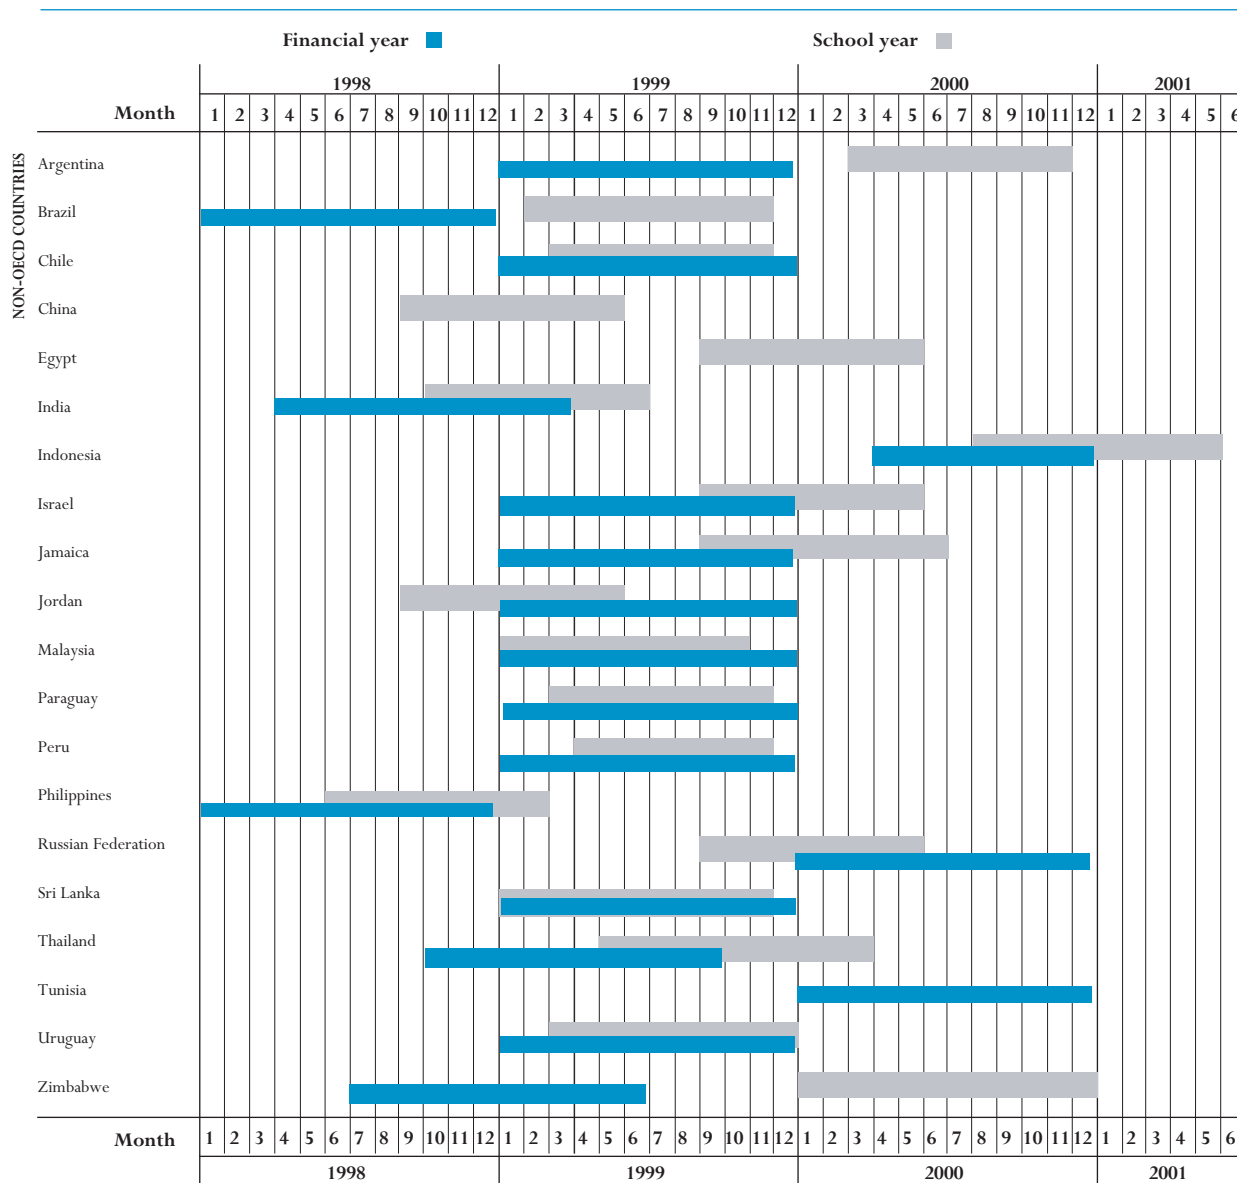 Financial year
School year
1998 1999 2000 2001
Month 1 2 3 4 5 6 7 8 9 10 11 12 1 2 3 4 5 6 7 8 9 10 11 12 1 2 3 4 5 6 7 8 9 10 11 12 1 2 3 4 5 6
NON-OECD COUNTRIES
Argentina
Brazil
Chile
China
Egypt
India
Indonesia
Israel
Jamaica
Jordan
Malaysia
Paraguay
Peru
Philippines
Russian Federation
Sri Lanka
Thailand
Tunisia
Uruguay
Zimbabwe
Month 1 2 3 4 5 6 7 8 9 10 11 12 1 2 3 4 5 6 7 8 9 10 11 12 1 2 3 4 5 6 7 8 9 10 11 12 1 2 3 4 5 6
1998 1999 2000 2001